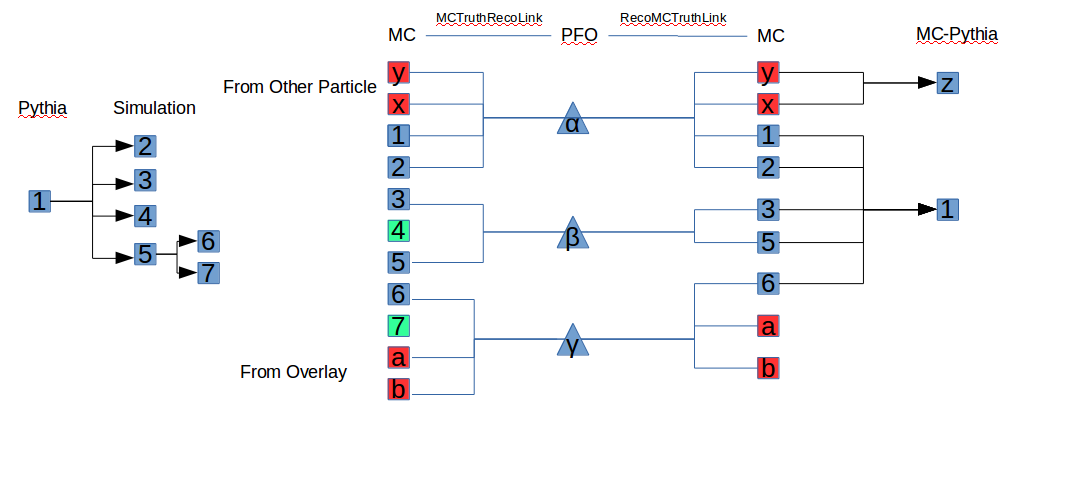 MCTruthRecoLink RecoMCTruthLink
MC PFO MC MC-Pythia
From Other Particle
Pythia Simulation
y α y z
x x
1 1
2 2 2
3 3 3
1 4 4 β 5 1
5 6 5
7 6 6
7 γ a
From Overlay a b
b